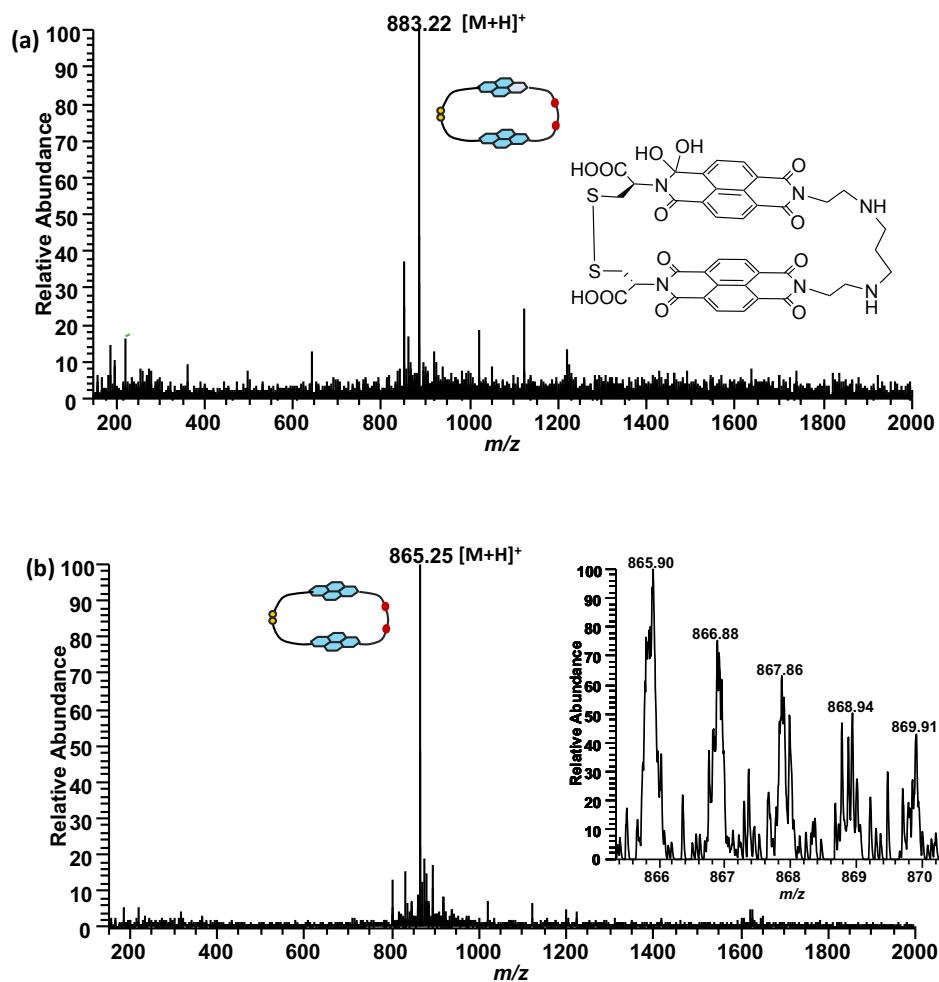 (a)
883.22 [M+H]+
Relative Abundance
100
90
80
70
60
50
40
30
20
10
0
200 400 600 800 1000 1200 1400 1600 1800 2000
m/z
HO OH
HOOC
O
N
N
NH
S
O
O
S
O
O
HOOC
N
N
N
H
O
O
(b)
865.25 [M+H]+
Relative Abundance
100
90
80
70
60
50
40
30
20
10
0
200 400 600 800 1000 1200 1400 1600 1800 2000
m/z
865.90
866.88
867.86
868.94
869.91
Relative Abundance
100
90
80
70
60
50
40
30
20
10
0
866 867 868 869 870
m/z